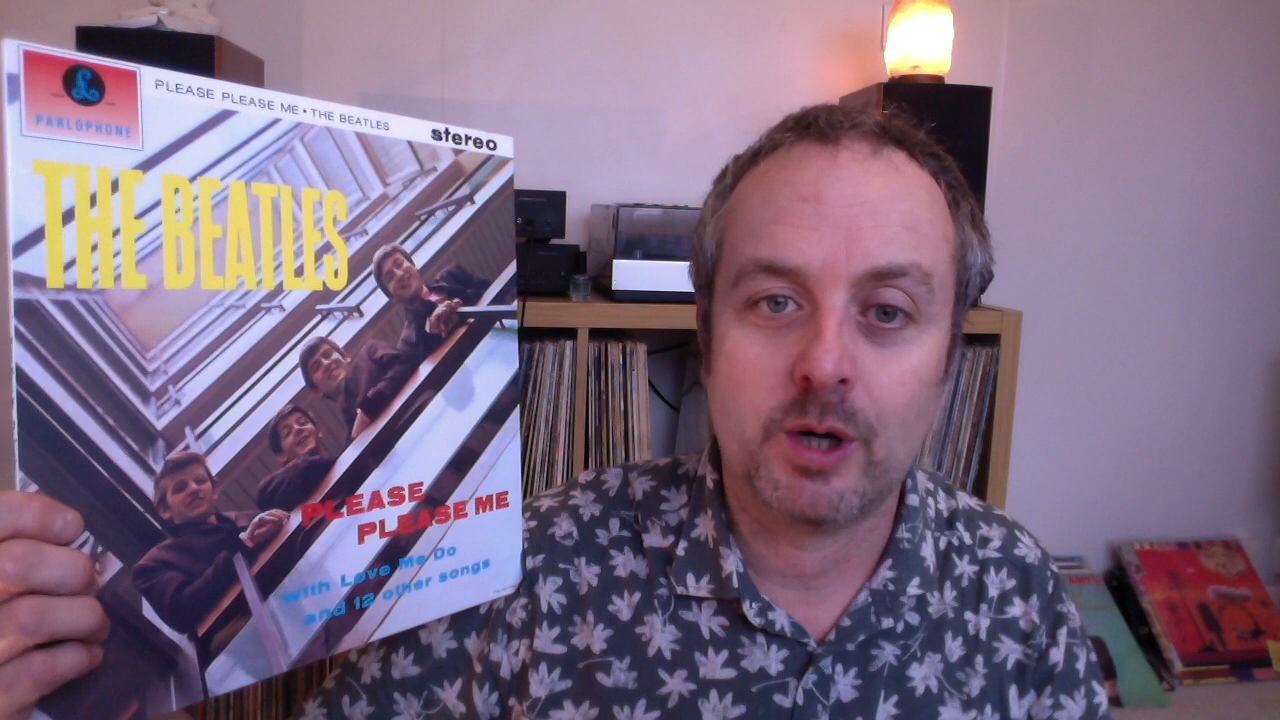 PARLOPHONE
PLEASE PLEASE ME • THE BEATLES
stereo
THE BEATLES
PLEASE
PLEASE ME
with Love Me Do
and 12 other songs